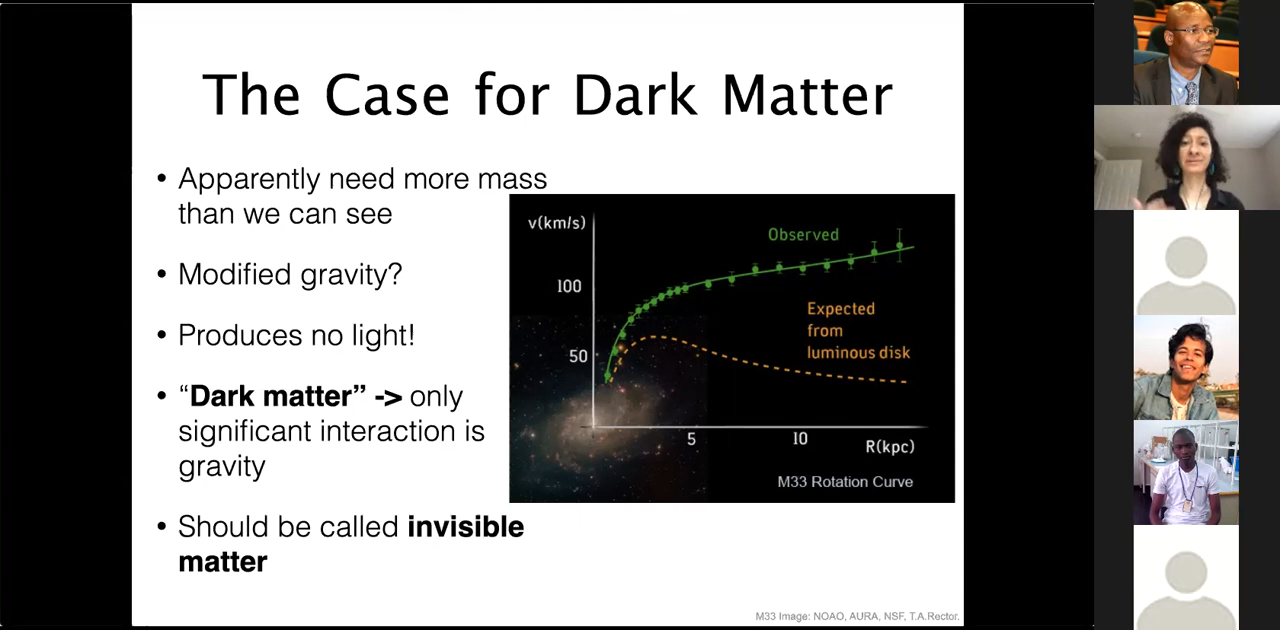 The Case for Dark Matter
• Apparently need more mass
than we can see
• Modified gravity?
• Produces no light!
• “Dark matter” -> only
significant interaction is
gravity
• Should be called invisible
matter
v(km/s)
100
50
Observed
Expected
from
luminous disk
5
10
R(kpc)
M33 Rotation Curve
M33 Image: NOAO, AURA, NSF, T.A.Rector.